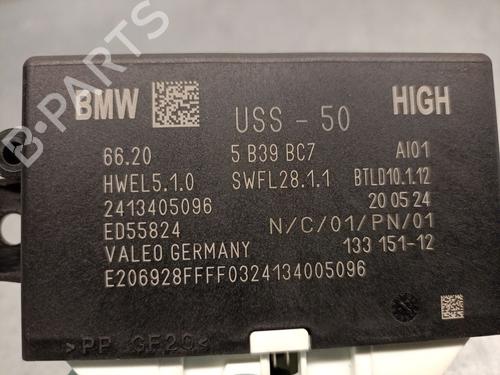 B-PARTS
BMW USS - 50 HIGH
66.20 5 B39 BC7 AI01
HWEL5.1.0 SWFL28.1.1 BTLD10.1.12
2413405096 20 05 24
ED55824 N/C/01/PN/01
VALEO GERMANY 133 151-12
E206928FFFF0324134005096
>PP GF20<